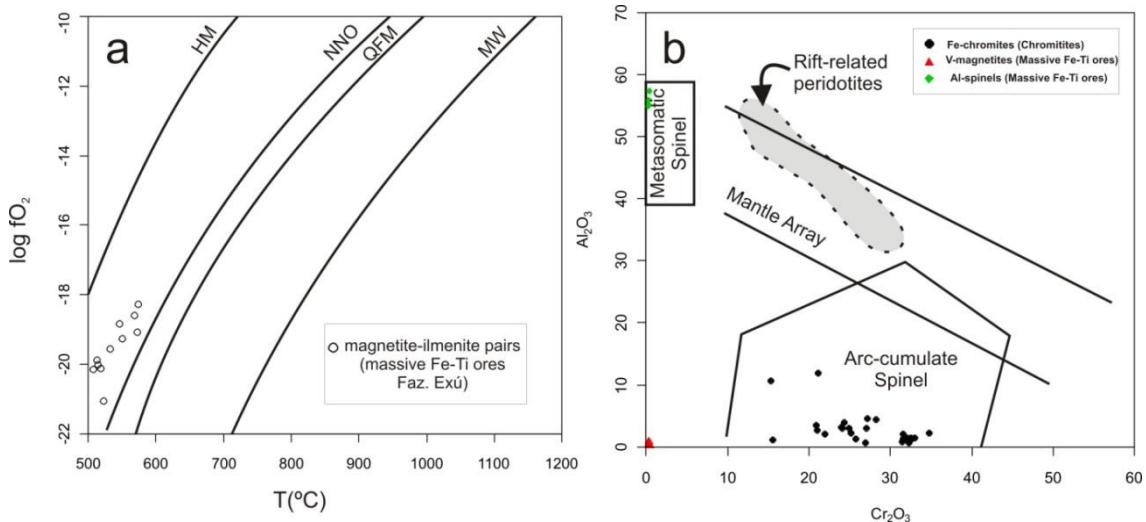 a
HM
NNO
QFM
MW
log fO₂
-10
-12
-14
-16
-18
-20
-22
500
600
700
800
900
1000
1100
1200
T(ºC)
magnetite-ilmenite pairs
(massive Fe-Ti ores
Faz. Exú)
b
Fe-chromites (Chromitites)
V-magnetites (Massive Fe-Ti ores)
Al-spinels (Massive Fe-Ti ores)
Rift-related
peridotites
Metasomatic
Spinel
Mantle Array
Arc-cumulate
Spinel
Al₂O₃
70
60
50
40
30
20
10
0
0
10
20
30
40
50
60
Cr₂O₃